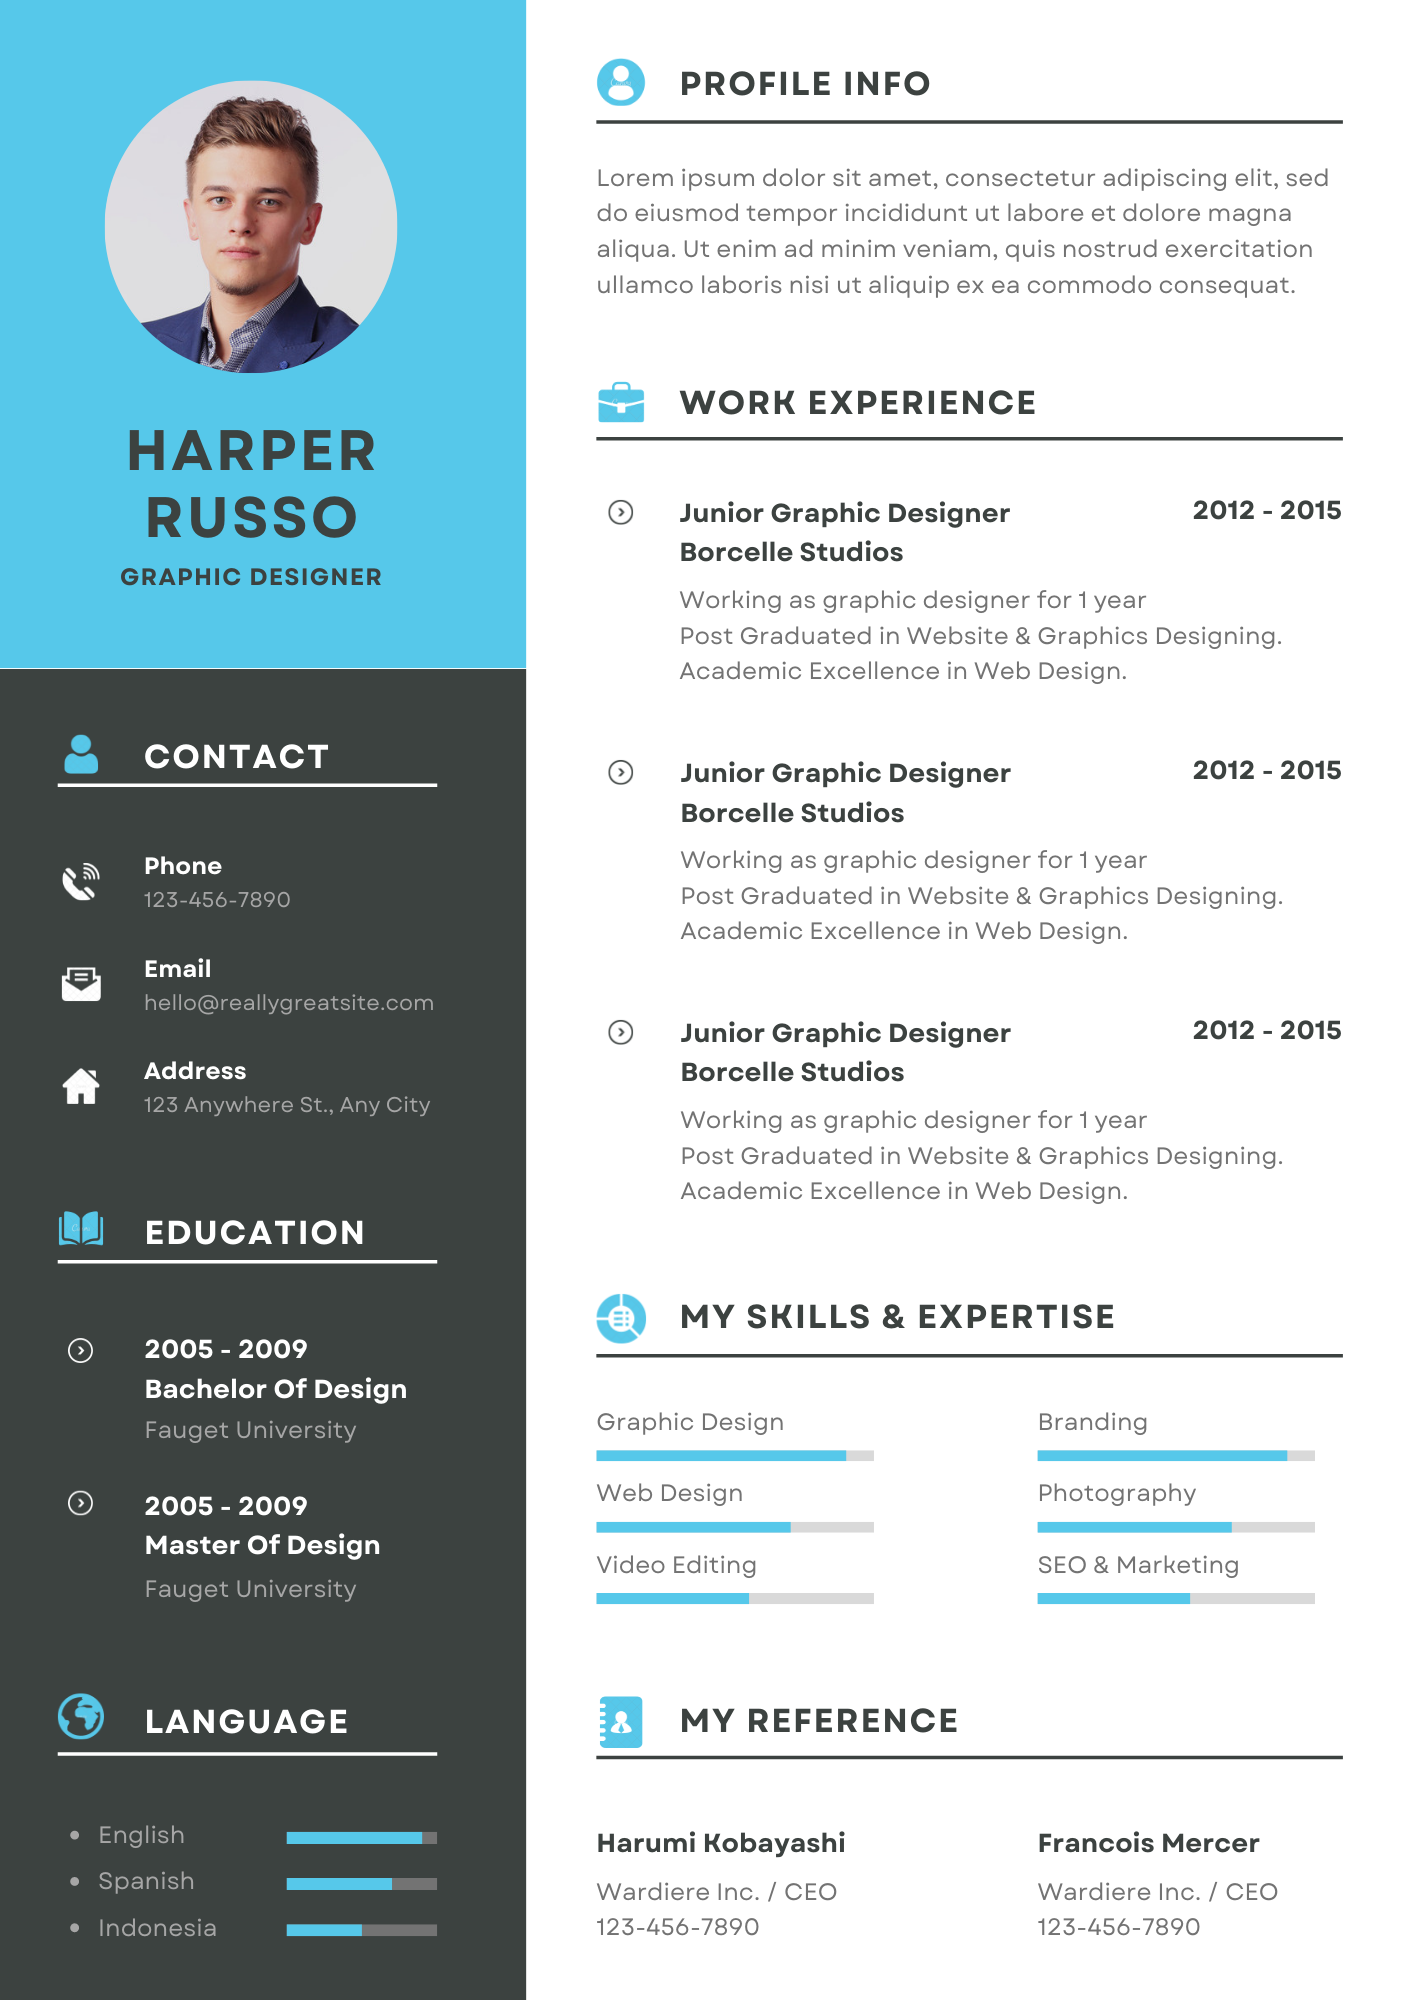 HARPER
RUSSO
GRAPHIC DESIGNER
CONTACT
Phone
123-456-7890
Email
hello@reallygreatsite.com
Address
123 Anywhere St., Any City
EDUCATION
2005 - 2009
Bachelor Of Design
Fauget University
2005 - 2009
Master Of Design
Fauget University
LANGUAGE
English
Spanish
Indonesia
PROFILE INFO
Lorem ipsum dolor sit amet, consectetur adipiscing elit, sed
do eiusmod tempor incididunt ut labore et dolore magna
aliqua. Ut enim ad minim veniam, quis nostrud exercitation
ullamco laboris nisi ut aliquip ex ea commodo consequat.
WORK EXPERIENCE
Junior Graphic Designer 2012 - 2015
Borcelle Studios
Working as graphic designer for 1 year
Post Graduated in Website & Graphics Designing.
Academic Excellence in Web Design.
Junior Graphic Designer 2012 - 2015
Borcelle Studios
Working as graphic designer for 1 year
Post Graduated in Website & Graphics Designing.
Academic Excellence in Web Design.
Junior Graphic Designer 2012 - 2015
Borcelle Studios
Working as graphic designer for 1 year
Post Graduated in Website & Graphics Designing.
Academic Excellence in Web Design.
MY SKILLS & EXPERTISE
Graphic Design
Web Design
Video Editing
Branding
Photography
SEO & Marketing
MY REFERENCE
Harumi Kobayashi
Wardiere Inc. / CEO
123-456-7890
Francois Mercer
Wardiere Inc. / CEO
123-456-7890